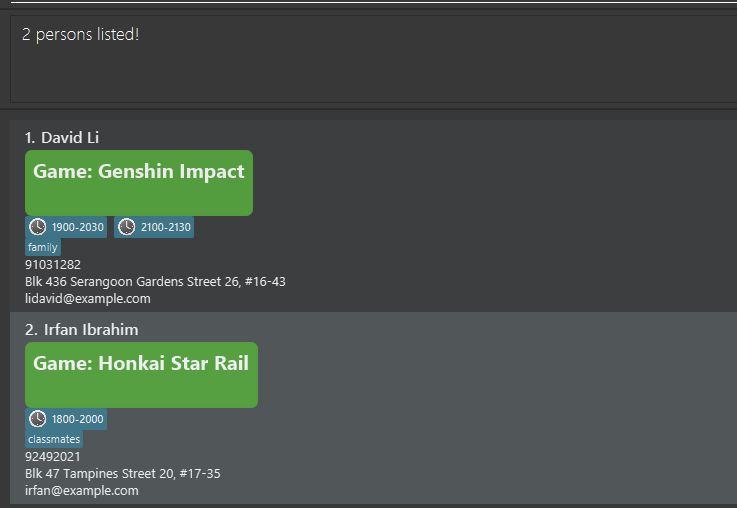 2 persons listed!
1. David Li
Game: Genshin Impact
1900-2030 2100-2130
family
91031282
Blk 436 Serangoon Gardens Street 26, #16-43
lidavid@example.com
2. Irfan Ibrahim
Game: Honkai Star Rail
1800-2000
classmates
92492021
Blk 47 Tampines Street 20, #17-35
irfan@example.com